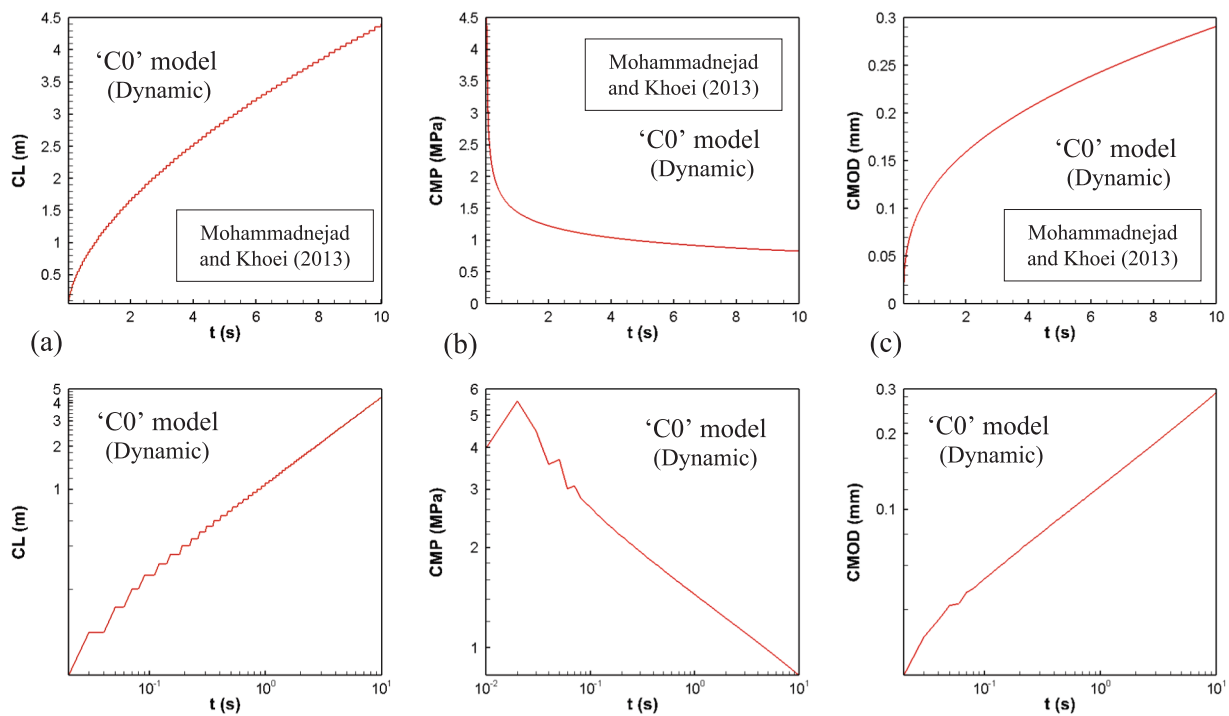 4.5
4
3.5
3
2.5
2
1.5
1
0.5
CL (m)
‘C0’ model
(Dynamic)
Mohammadnejad
and Khoei (2013)
2 4 6 8 10
t (s)
(a)
4.5
4
3.5
3
2.5
2
1.5
1
0.5
0
CMP (MPa)
Mohammadnejad
and Khoei (2013)
‘C0’ model
(Dynamic)
0 2 4 6 8 10
t (s)
(b)
0.3
0.25
0.2
0.15
0.1
0.05
0
CMOD (mm)
‘C0’ model
(Dynamic)
Mohammadnejad
and Khoei (2013)
2 4 6 8 10
t (s)
(c)
5
4
3
2
1
CL (m)
‘C0’ model
(Dynamic)
10⁻¹ 10⁰ 10¹
t (s)
6
5
4
3
2
1
CMP (MPa)
‘C0’ model
(Dynamic)
10⁻² 10⁻¹ 10⁰ 10¹
t (s)
0.3
0.2
0.1
CMOD (mm)
‘C0’ model
(Dynamic)
10⁻¹ 10⁰ 10¹
t (s)